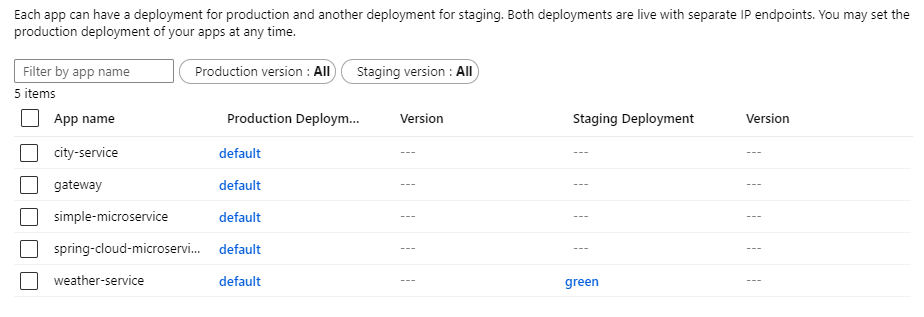 Each app can have a deployment for production and another deployment for staging. Both deployments are live with separate IP endpoints. You may set the
production deployment of your apps at any time.
Filter by app name Production version : All Staging version : All
5 items
App name Production Deploym... Version Staging Deployment Version
city-service default --- --- ---
gateway default --- --- ---
simple-microservice default --- --- ---
spring-cloud-microservi... default --- --- ---
weather-service default --- green ---